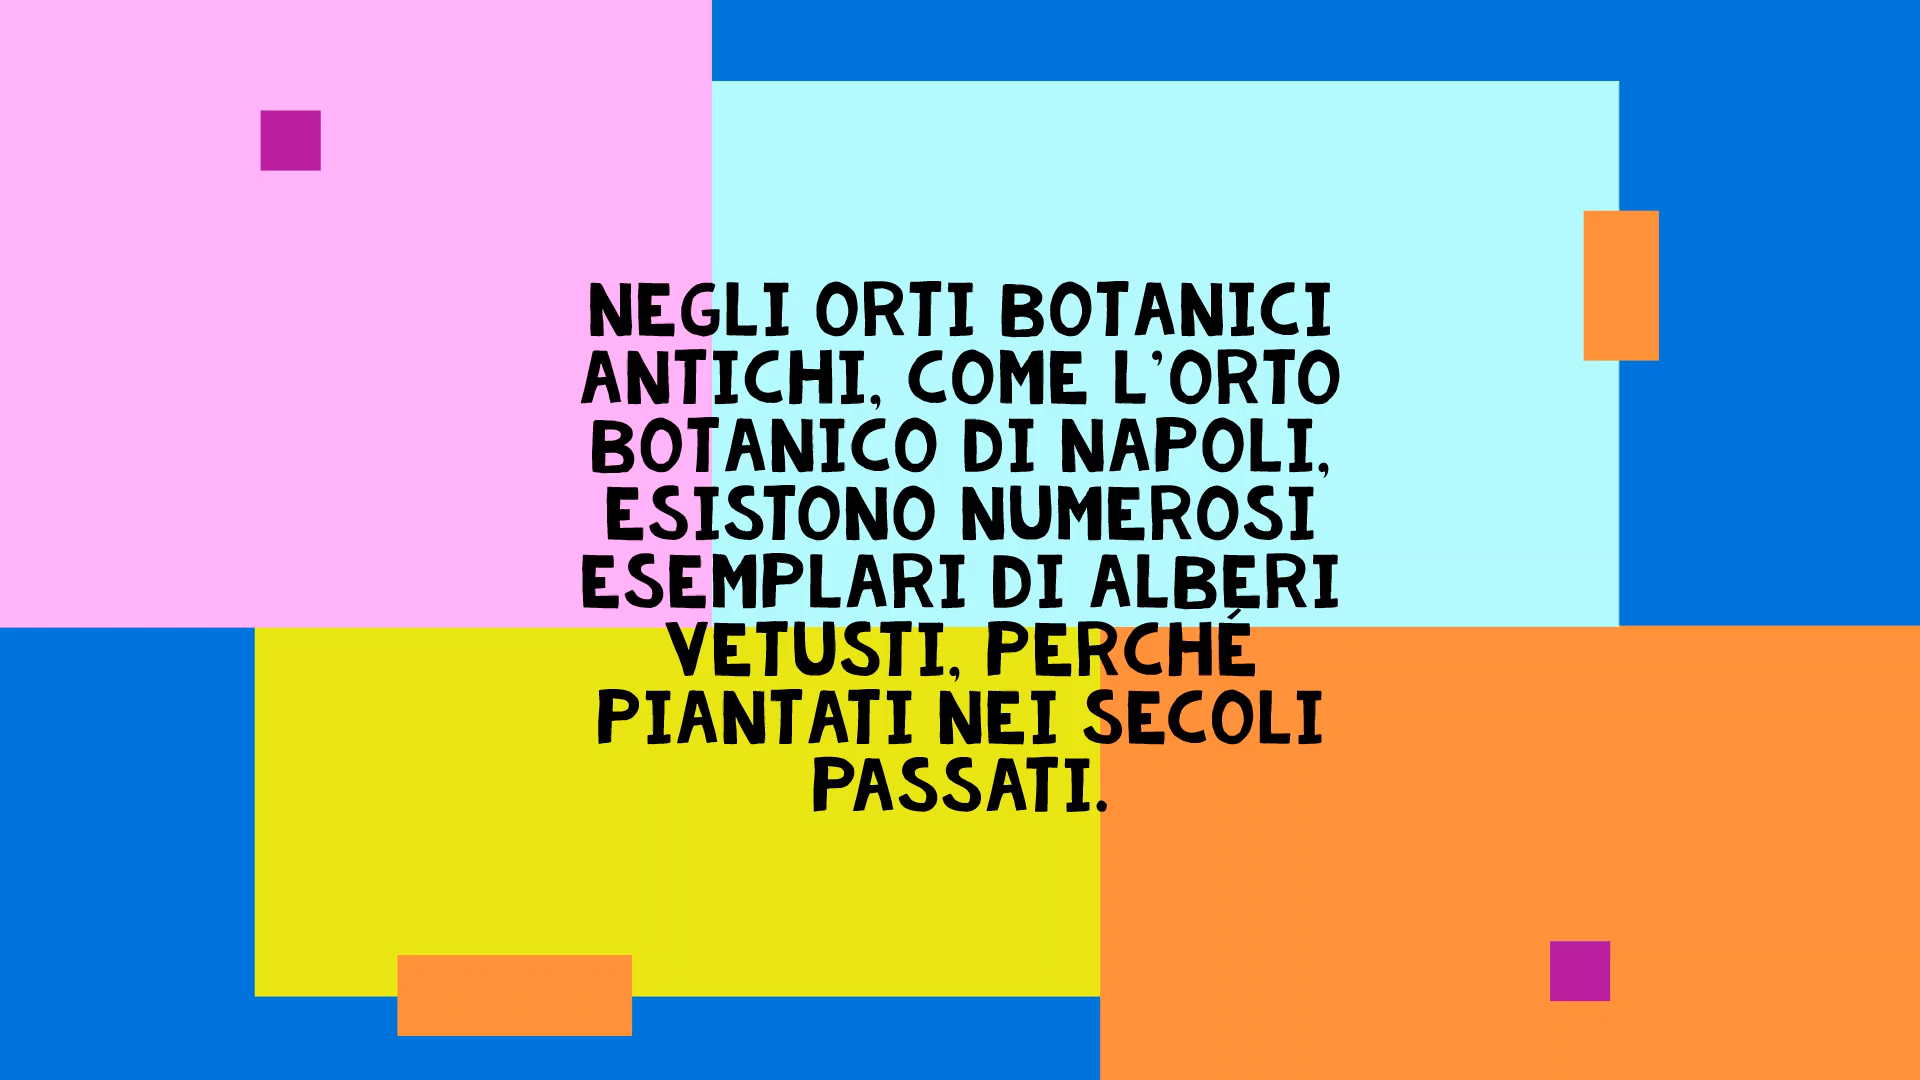 NEGLI ORTI BOTANICI
ANTICHI, COME L'ORTO
BOTANICO DI NAPOLI,
ESISTONO NUMEROSI
ESEMPLARI DI ALBERI
VETUSTI, PERCHÉ
PIANTATI NEI SECOLI
PASSATI.